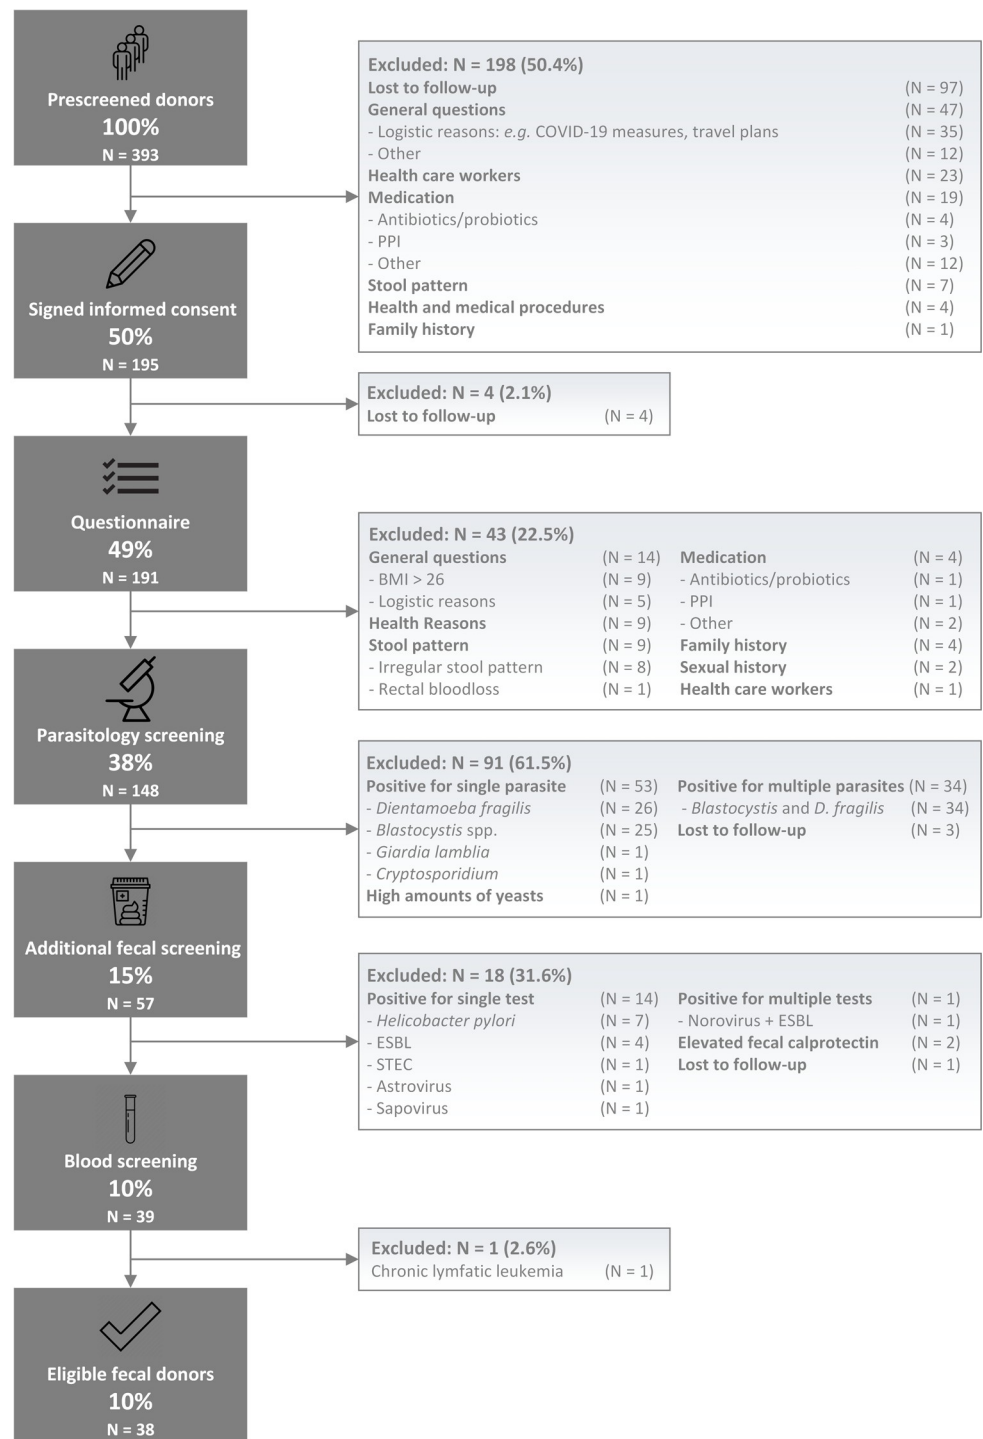 Prescreened donors
100%
N = 393
Excluded: N = 198 (50.4%)
Lost to follow-up (N = 97)
General questions (N = 47)
- Logistic reasons: e.g. COVID-19 measures, travel plans (N = 35)
- Other (N = 12)
Health care workers (N = 23)
Medication (N = 19)
- Antibiotics/probiotics (N = 4)
- PPI (N = 3)
- Other (N = 12)
Stool pattern (N = 7)
Health and medical procedures (N = 4)
Family history (N = 1)
Signed informed consent
50%
N = 195
Excluded: N = 4 (2.1%)
Lost to follow-up (N = 4)
Questionnaire
49%
N = 191
Excluded: N = 43 (22.5%)
General questions (N = 14) Medication (N = 4)
- BMI > 26 (N = 9) - Antibiotics/probiotics (N = 1)
- Logistic reasons (N = 5) - PPI (N = 1)
Health Reasons (N = 9) - Other (N = 2)
Stool pattern (N = 9) Family history (N = 4)
- Irregular stool pattern (N = 8) Sexual history (N = 2)
- Rectal bloodloss (N = 1) Health care workers (N = 1)
Parasitology screening
38%
N = 148
Excluded: N = 91 (61.5%)
Positive for single parasite (N = 53) Positive for multiple parasites (N = 34)
- Dientamoeba fragilis (N = 26) - Blastocystis and D. fragilis (N = 34)
- Blastocystis spp. (N = 25) Lost to follow-up (N = 3)
- Giardia lamblia (N = 1)
- Cryptosporidium (N = 1)
High amounts of yeasts (N = 1)
Additional fecal screening
15%
N = 57
Excluded: N = 18 (31.6%)
Positive for single test (N = 14) Positive for multiple tests (N = 1)
- Helicobacter pylori (N = 7) - Norovirus + ESBL (N = 1)
- ESBL (N = 4) Elevated fecal calprotectin (N = 2)
- STEC (N = 1) Lost to follow-up (N = 1)
- Astrovirus (N = 1)
- Sapovirus (N = 1)
Blood screening
10%
N = 39
Excluded: N = 1 (2.6%)
Chronic lymfatic leukemia (N = 1)
Eligible fecal donors
10%
N = 38